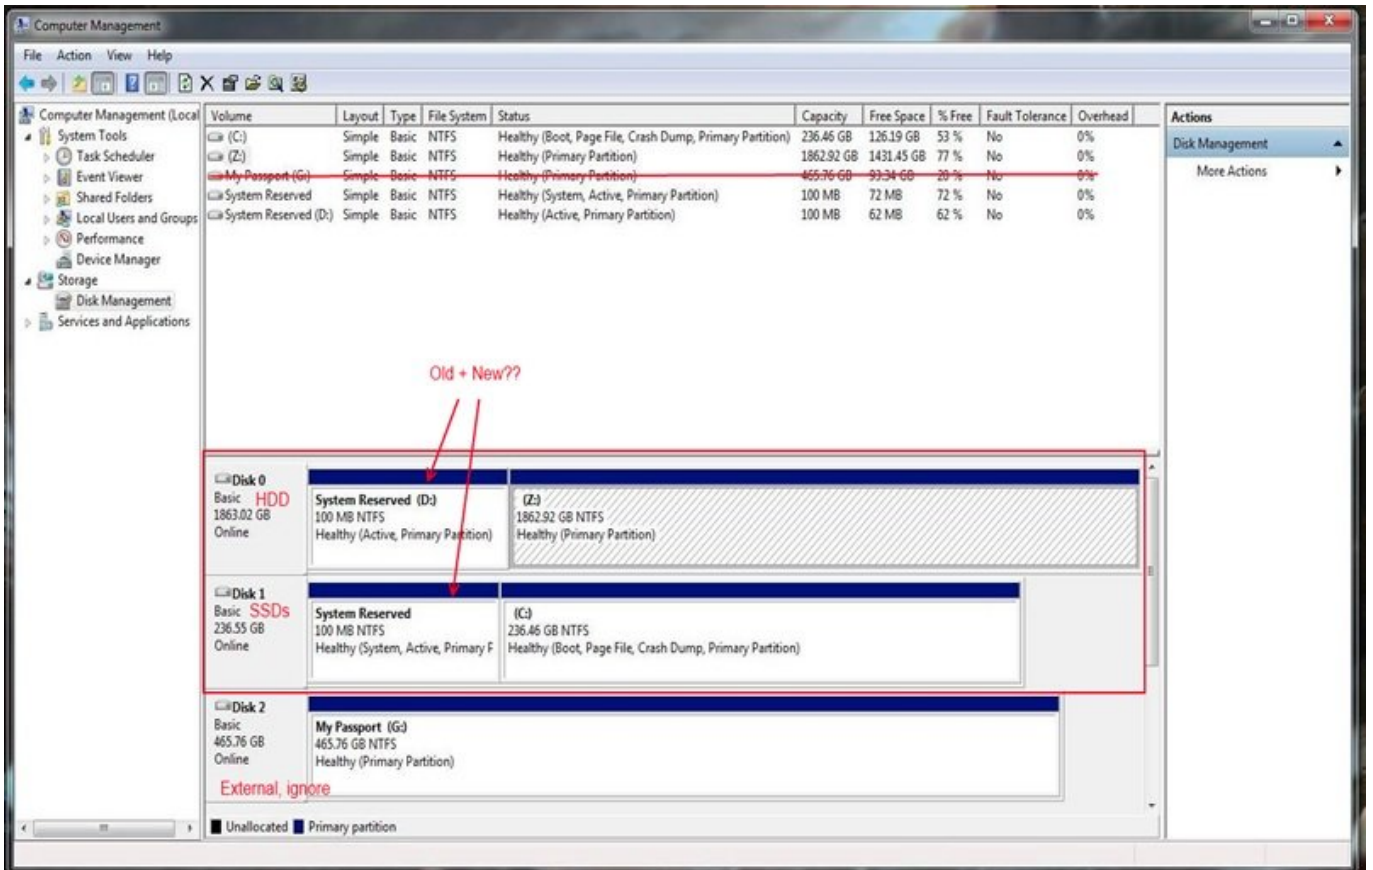 Computer Management
File Action View Help
Computer Management (Local
System Tools
Task Scheduler
Event Viewer
Shared Folders
Local Users and Groups
Performance
Device Manager
Storage
Disk Management
Services and Applications
Volume Layout Type File System Status Capacity Free Space % Free Fault Tolerance Overhead
(C:) Simple Basic NTFS Healthy (Boot, Page File, Crash Dump, Primary Partition) 236.46 GB 126.19 GB 53 % No 0%
(Z:) Simple Basic NTFS Healthy (Primary Partition) 1862.92 GB 1431.45 GB 77 % No 0%
My Passport (G:) Simple Basic NTFS Healthy (Primary Partition) 465.76 GB 93.34 GB 20 % No 0%
System Reserved Simple Basic NTFS Healthy (System, Active, Primary Partition) 100 MB 72 MB 72 % No 0%
System Reserved (D:) Simple Basic NTFS Healthy (Active, Primary Partition) 100 MB 62 MB 62 % No 0%
Actions
Disk Management
More Actions
Old + New??
Disk 0
Basic HDD
1863.02 GB
Online
System Reserved (D:)
100 MB NTFS
Healthy (Active, Primary Partition)
(Z:)
1862.92 GB NTFS
Healthy (Primary Partition)
Disk 1
Basic SSDs
236.55 GB
Online
System Reserved
100 MB NTFS
Healthy (System, Active, Primary P
(C:)
236.46 GB NTFS
Healthy (Boot, Page File, Crash Dump, Primary Partition)
Disk 2
Basic
465.76 GB
Online
External, ignore
My Passport (G:)
465.76 GB NTFS
Healthy (Primary Partition)
Unallocated Primary partition